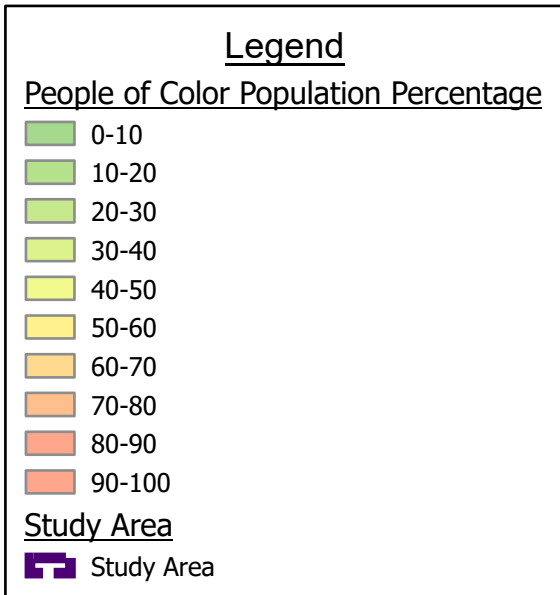 Legend
People of Color Population Percentage
0-10
10-20
20-30
30-40
40-50
50-60
60-70
70-80
80-90
90-100
Study Area
Study Area